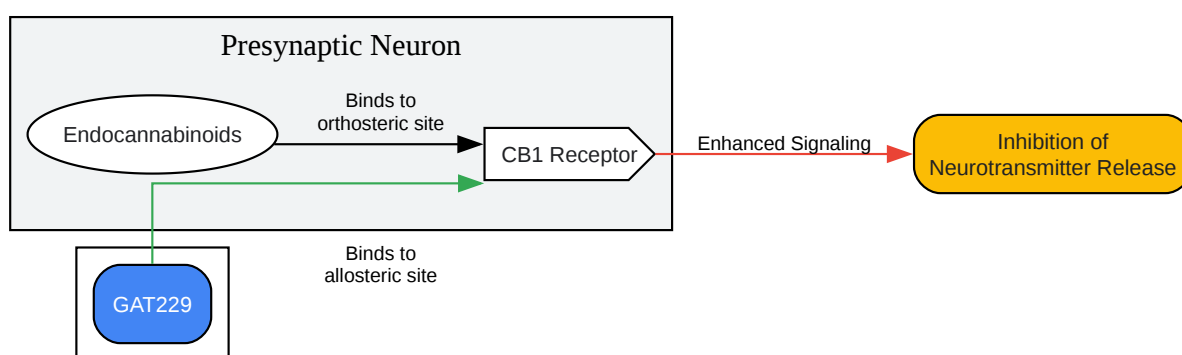 Presynaptic Neuron
Endocannabinoids
Binds to
orthosteric site
CB1 Receptor
Enhanced Signaling
Inhibition of
Neurotransmitter Release
Binds to
allosteric site
GAT229